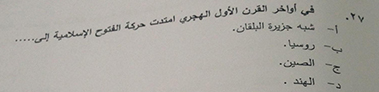 ٢٧. في أواخر القرن الأول الهجري امتدت حركة الفتوح الإسلامية إلى.....
أ- شبه جزيرة البلقان.
ب- روسيا.
ج- الصين.
د- الهند .